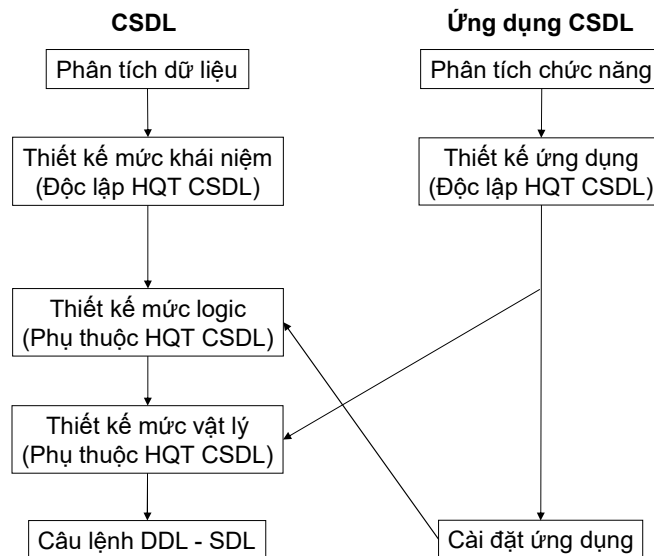 CSDL
Ứng dụng CSDL
Phân tích dữ liệu
Phân tích chức năng
Thiết kế mức khái niệm
(Độc lập HQT CSDL)
Thiết kế ứng dụng
(Độc lập HQT CSDL)
Thiết kế mức logic
(Phụ thuộc HQT CSDL)
Thiết kế mức vật lý
(Phụ thuộc HQT CSDL)
Câu lệnh DDL - SDL
Cài đặt ứng dụng